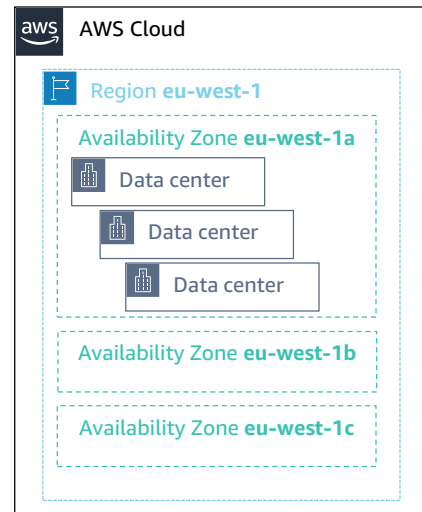 aws
AWS Cloud
Region eu-west-1
Availability Zone eu-west-1a
Data center
Data center
Data center
Availability Zone eu-west-1b
Availability Zone eu-west-1c